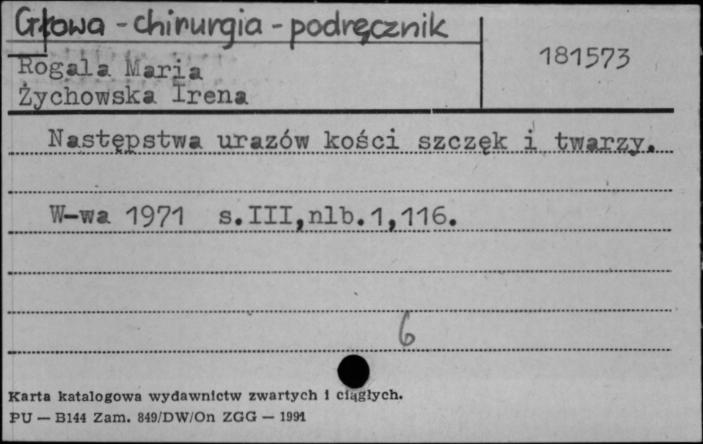 Głowa - chirurgia - podręcznik
181573
Rogala Maria
Żychowska Irena
Następstwa urazów kości szczęk i twarzy.
W-wa 1971 s.III,nlb.1,116.
6
Karta katalogowa wydawnictw zwartych i ciągłych.
PU — B144 Zam. 849/DW/On ZGG — 1991